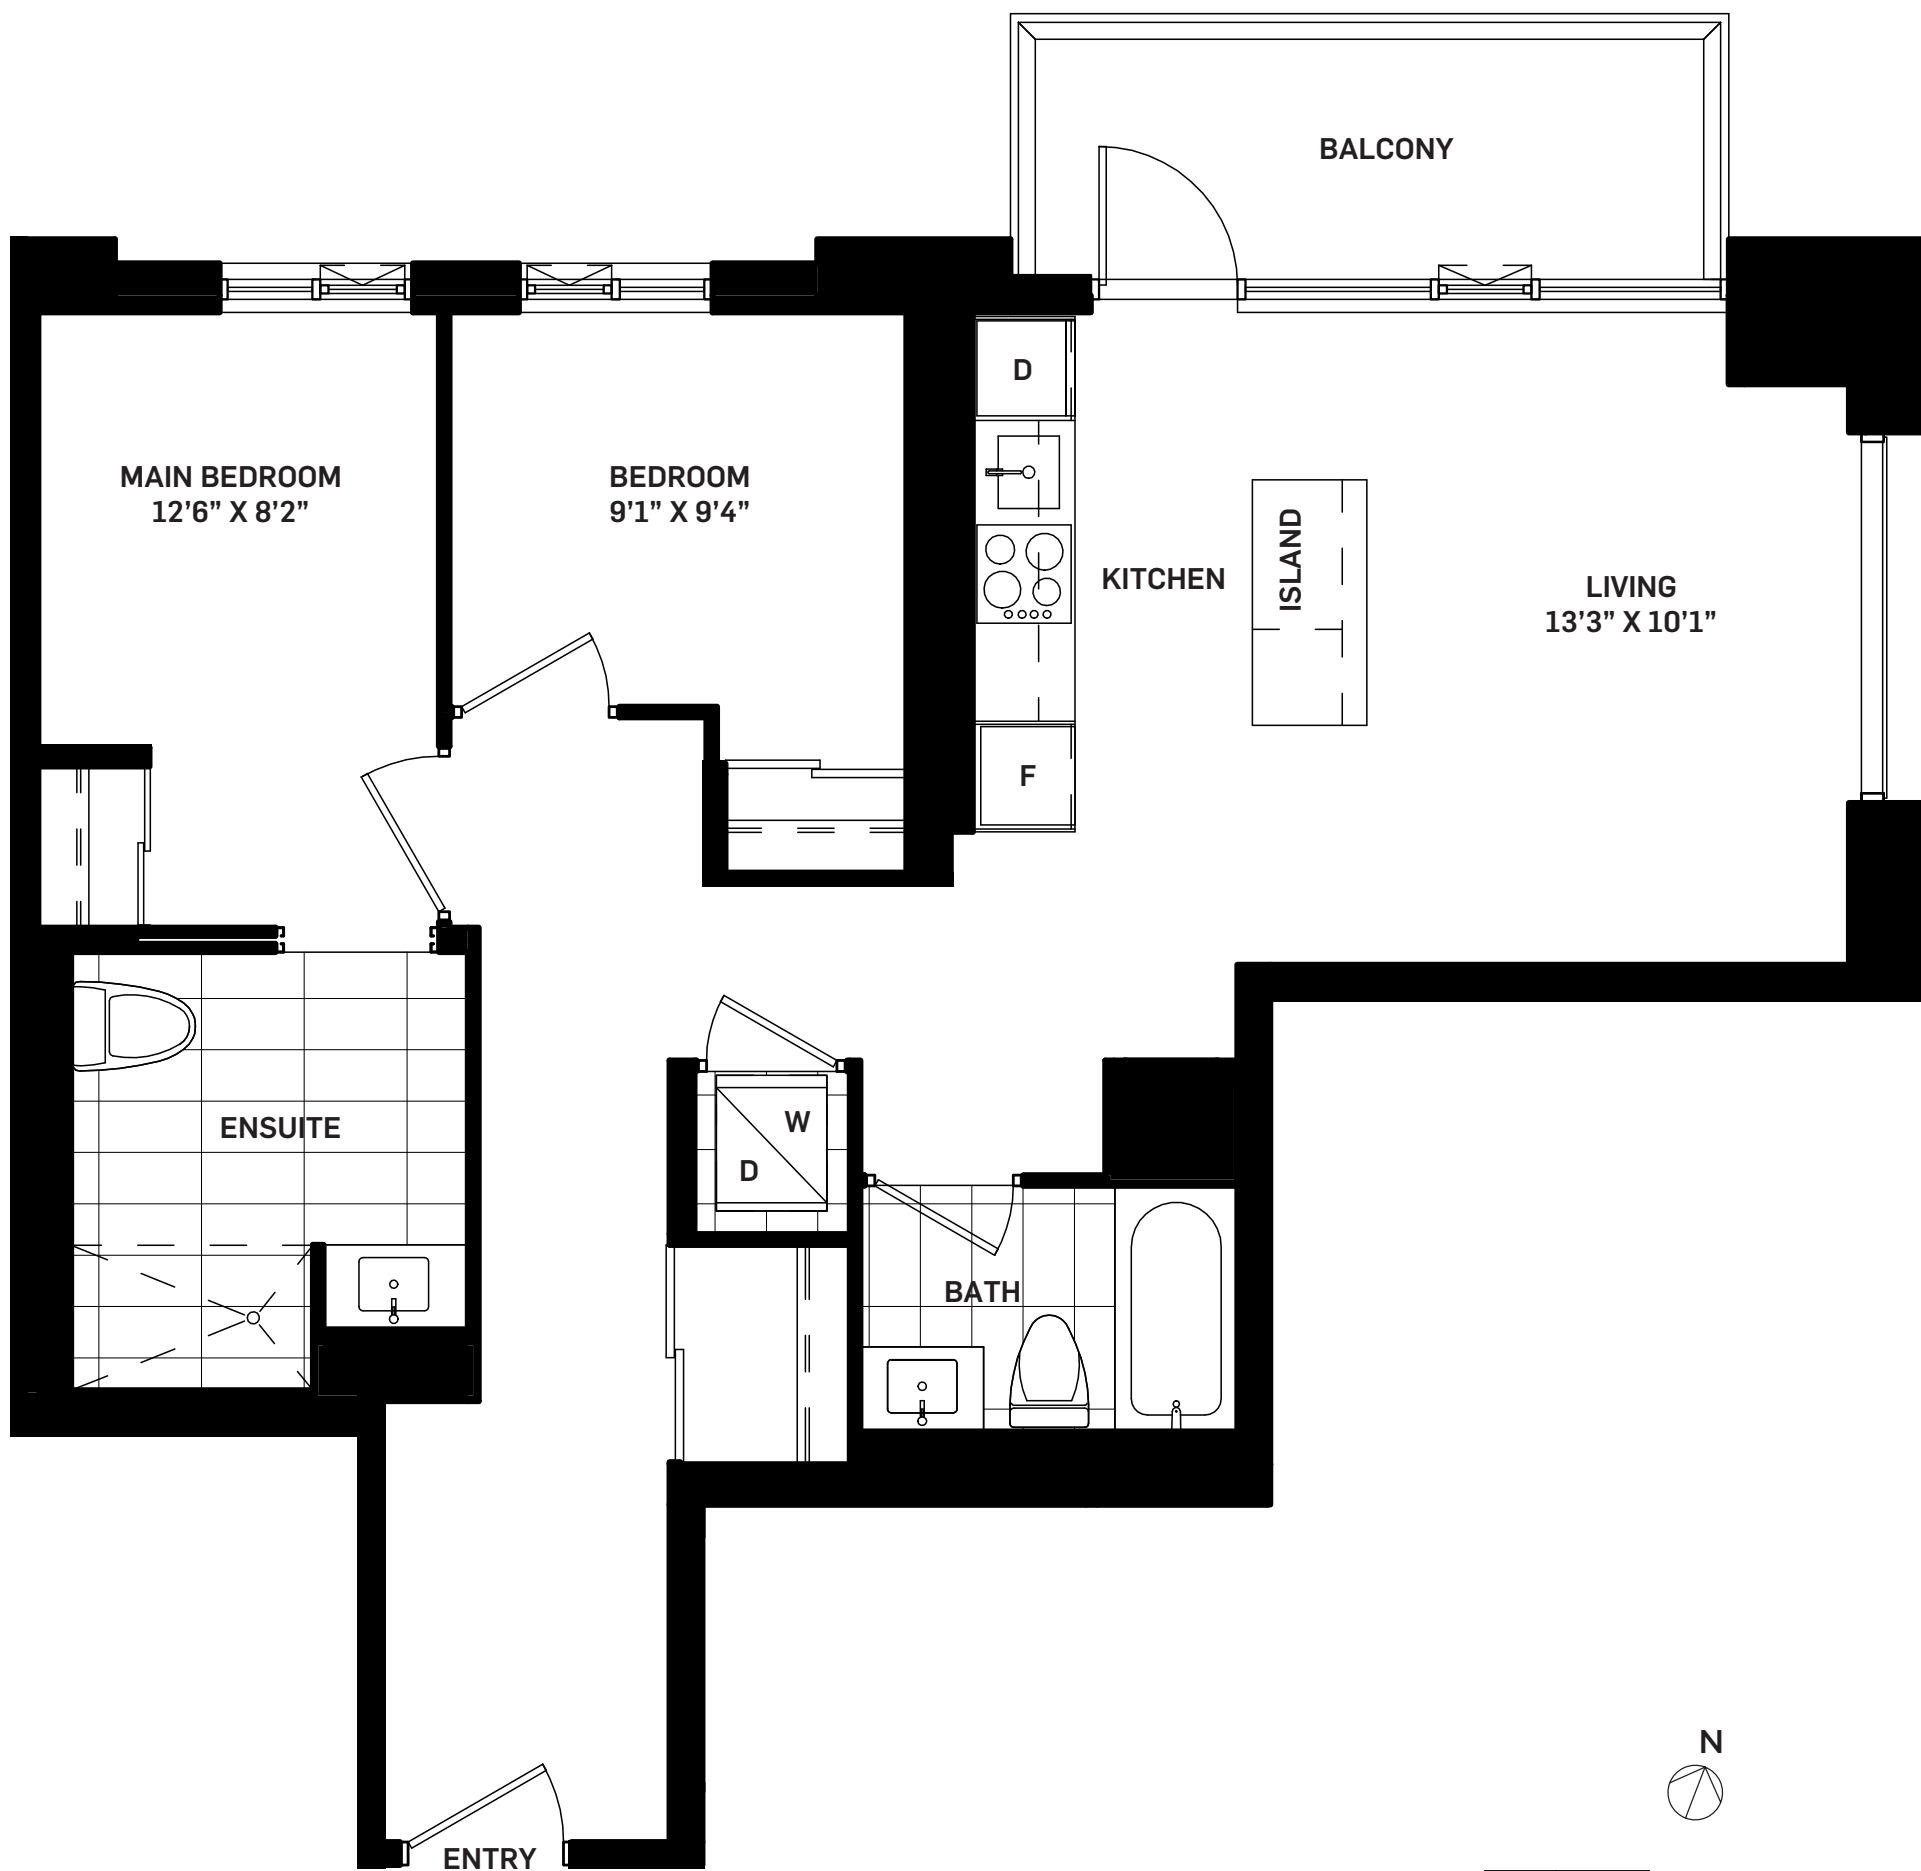 BALCONY
D
MAIN BEDROOM
12’6” X 8’2”
BEDROOM
9’1” X 9’4”
KITCHEN
ISLAND
LIVING
13’3” X 10’1”
F
ENSUITE
W
D
BATH
N
ENTRY